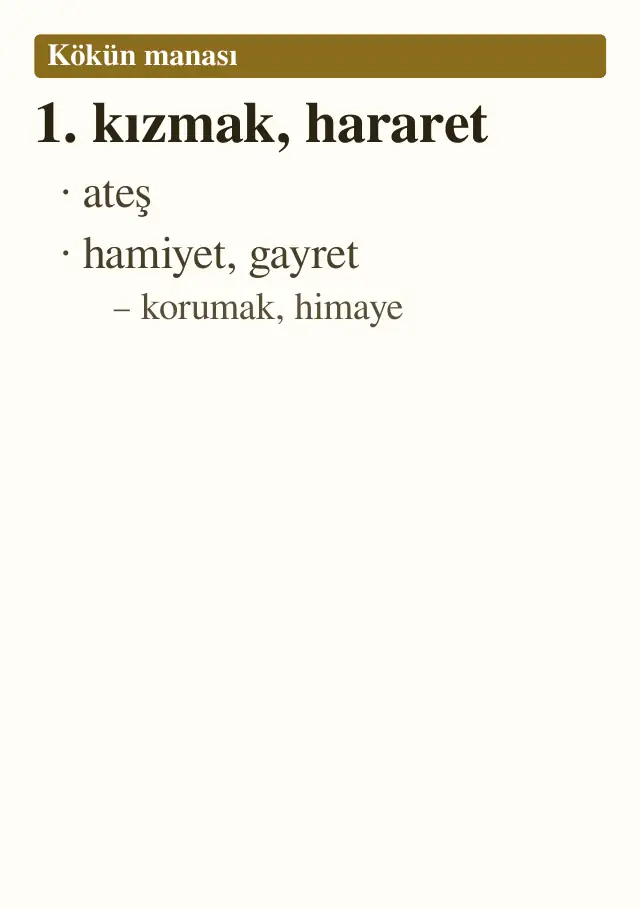 Kökün manası
1. kızmak, hararet
· ateş
· hamiyet, gayret
– korumak, himaye